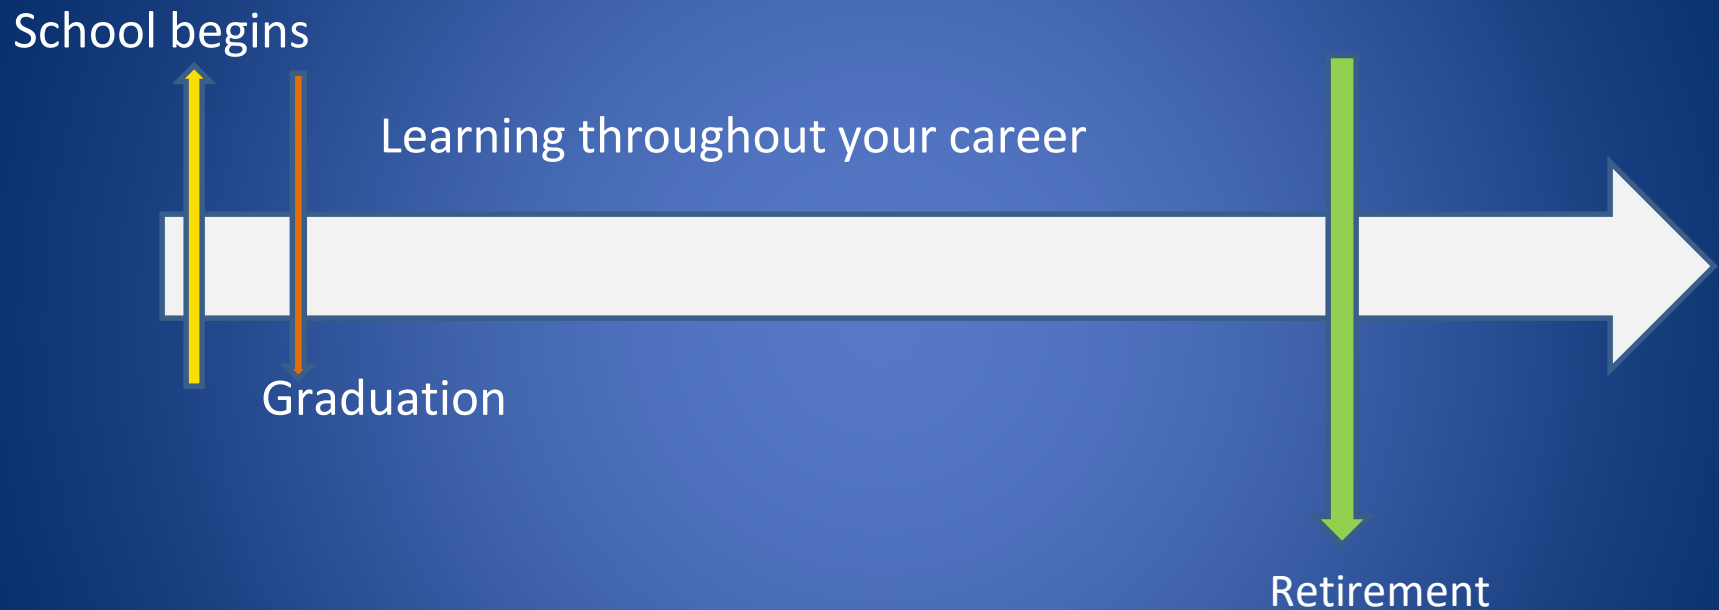 School begins
Learning throughout your career
Graduation
Retirement